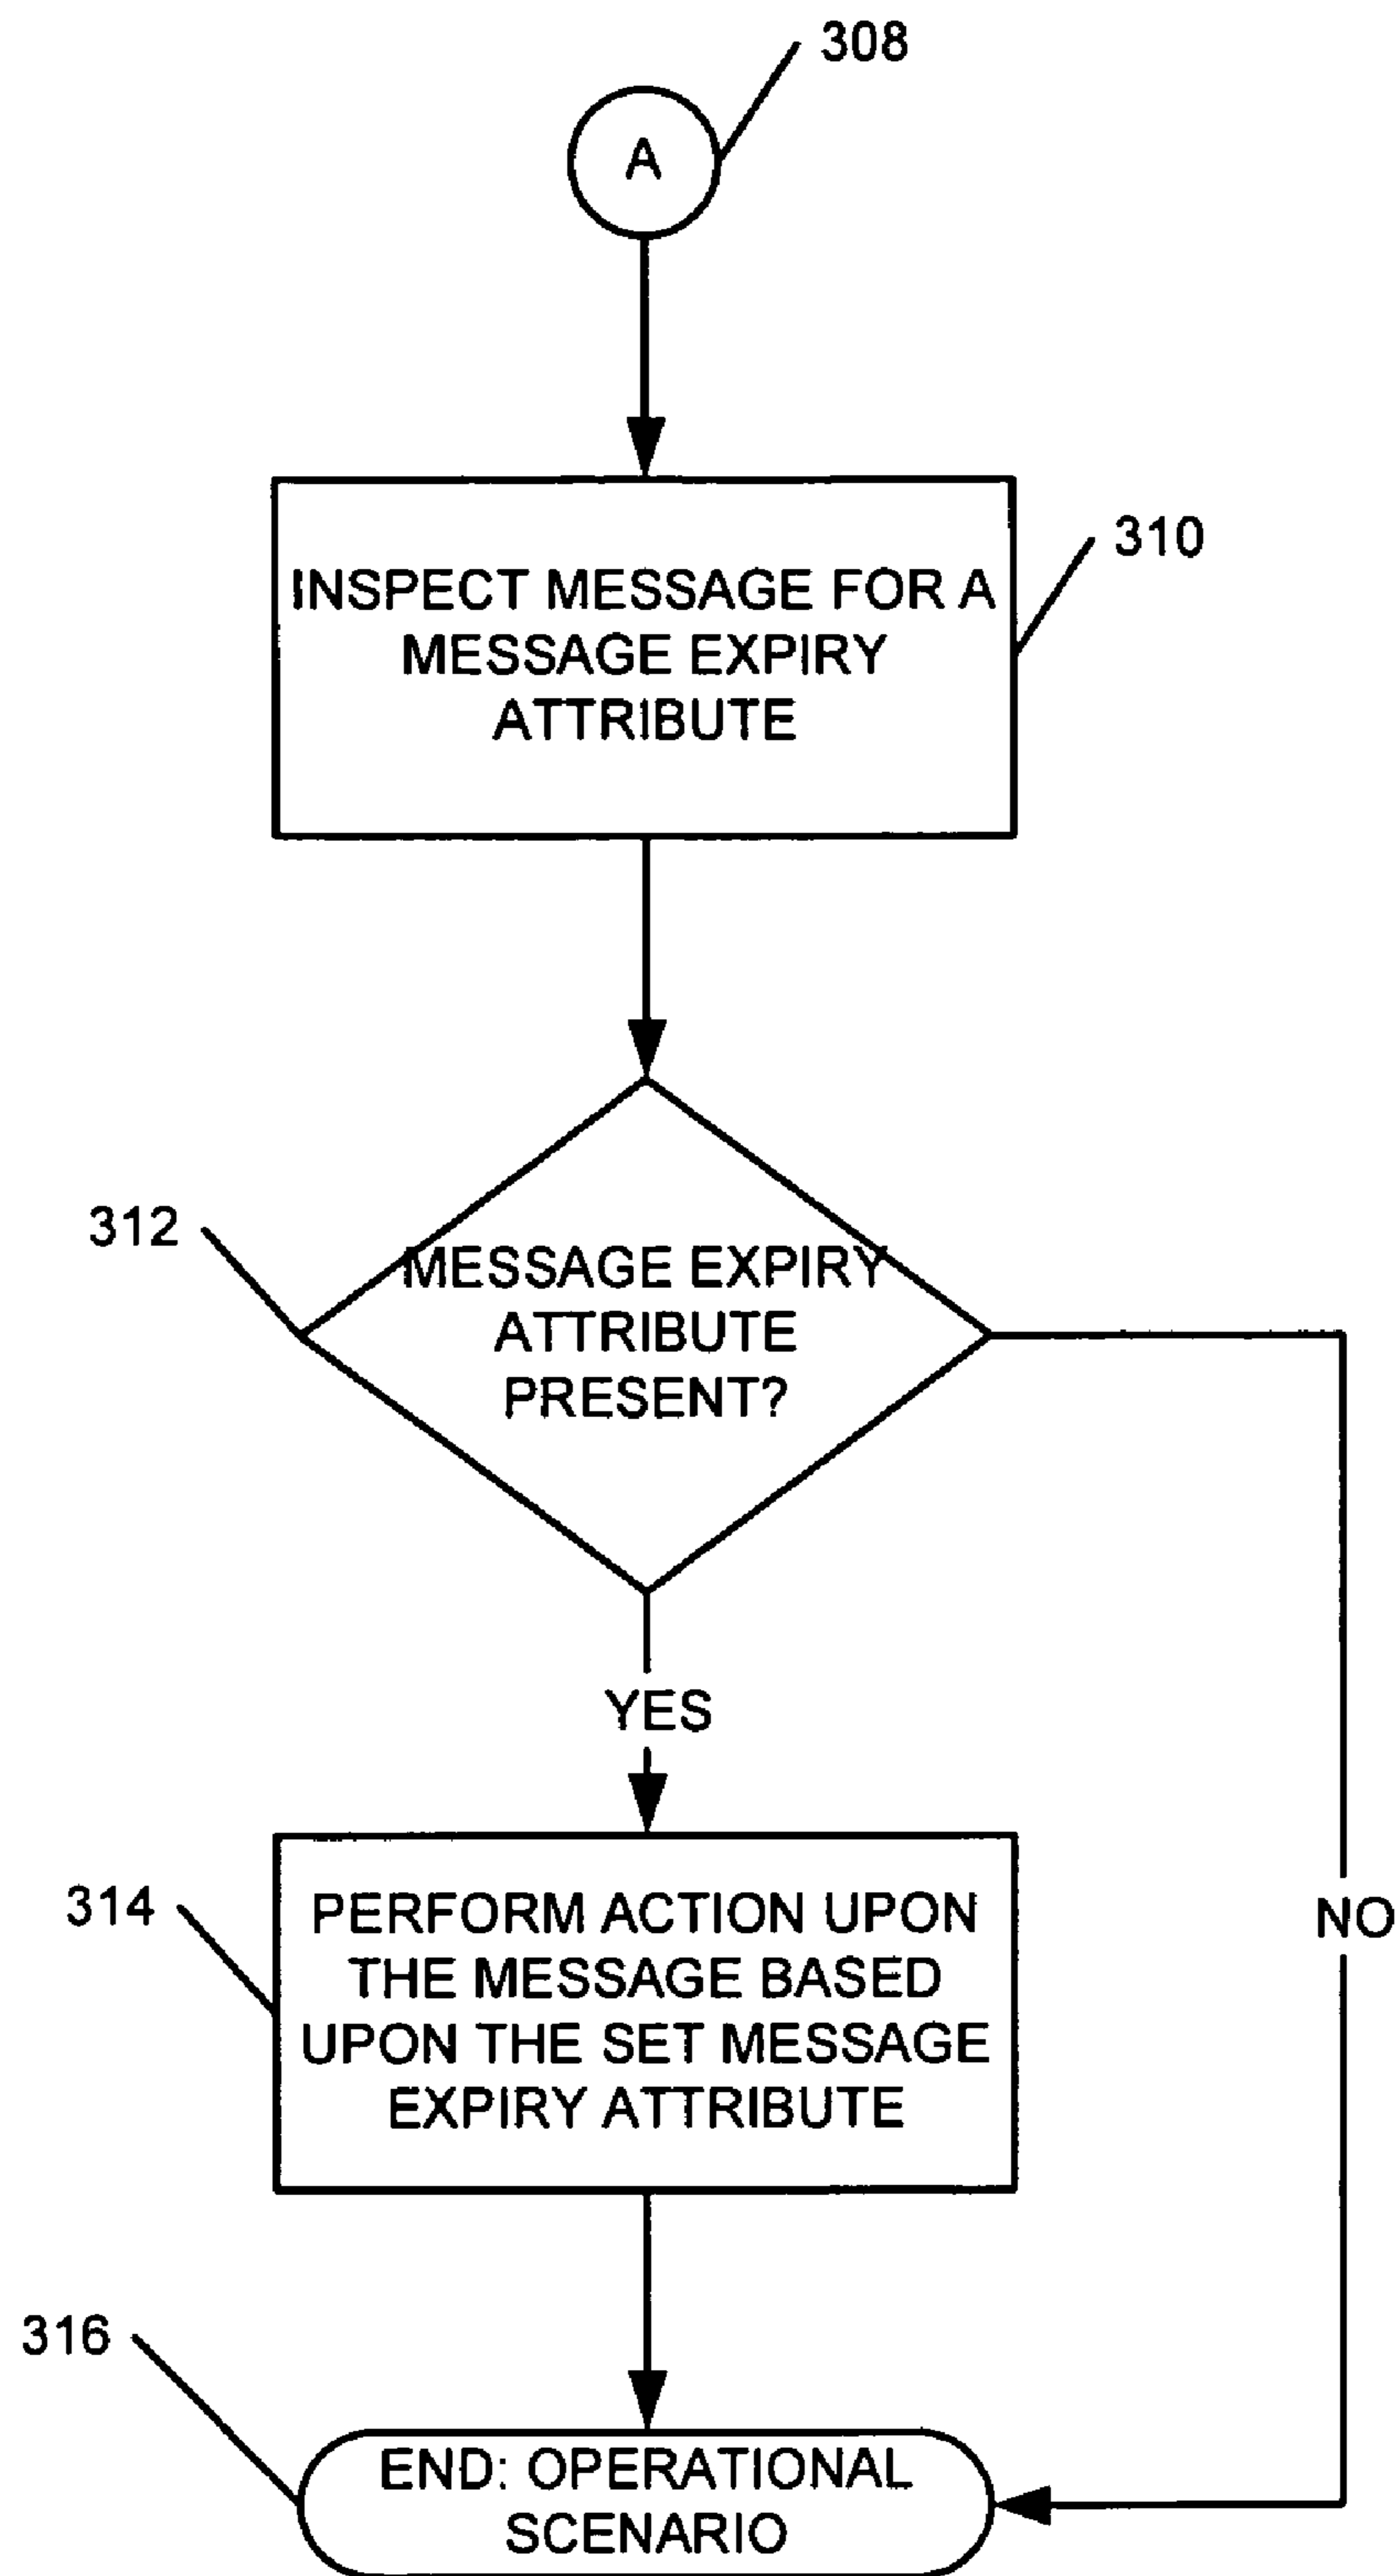 308
A
310
INSPECT MESSAGE FOR A
MESSAGE EXPIRY
ATTRIBUTE
312
MESSAGE EXPIRY
ATTRIBUTE
PRESENT?
YES
314
PERFORM ACTION UPON
THE MESSAGE BASED
UPON THE SET MESSAGE
EXPIRY ATTRIBUTE
NO
316
END: OPERATIONAL
SCENARIO